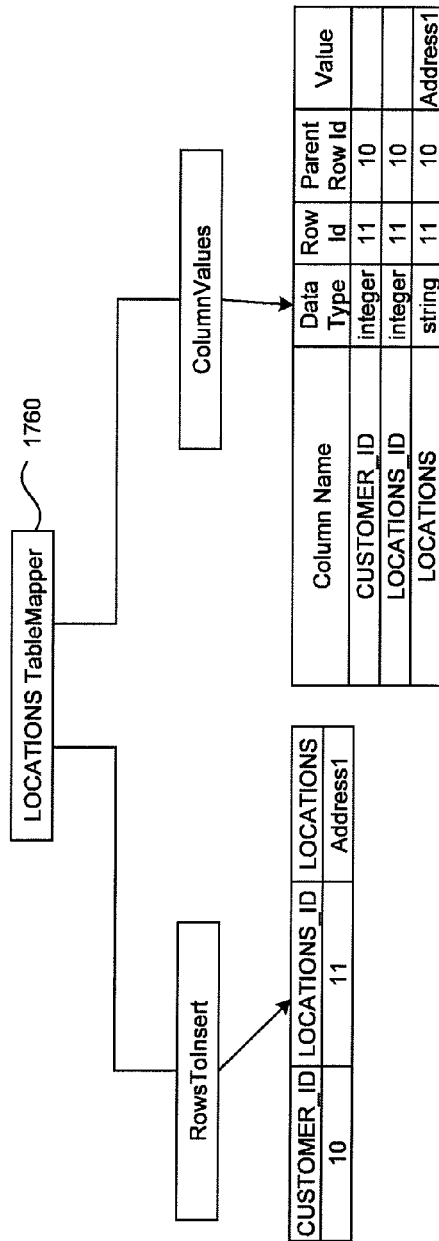 LOCATIONS TableMapper
1760
RowsToInsert
CUSTOMER_ID LOCATIONS_ID LOCATIONS
10 11 Address1
ColumnValues
Column Name Data Type Row Id Parent Row Id Value
CUSTOMER_ID integer 11 10
LOCATIONS_ID integer 11 10
LOCATIONS string 11 10 Address1